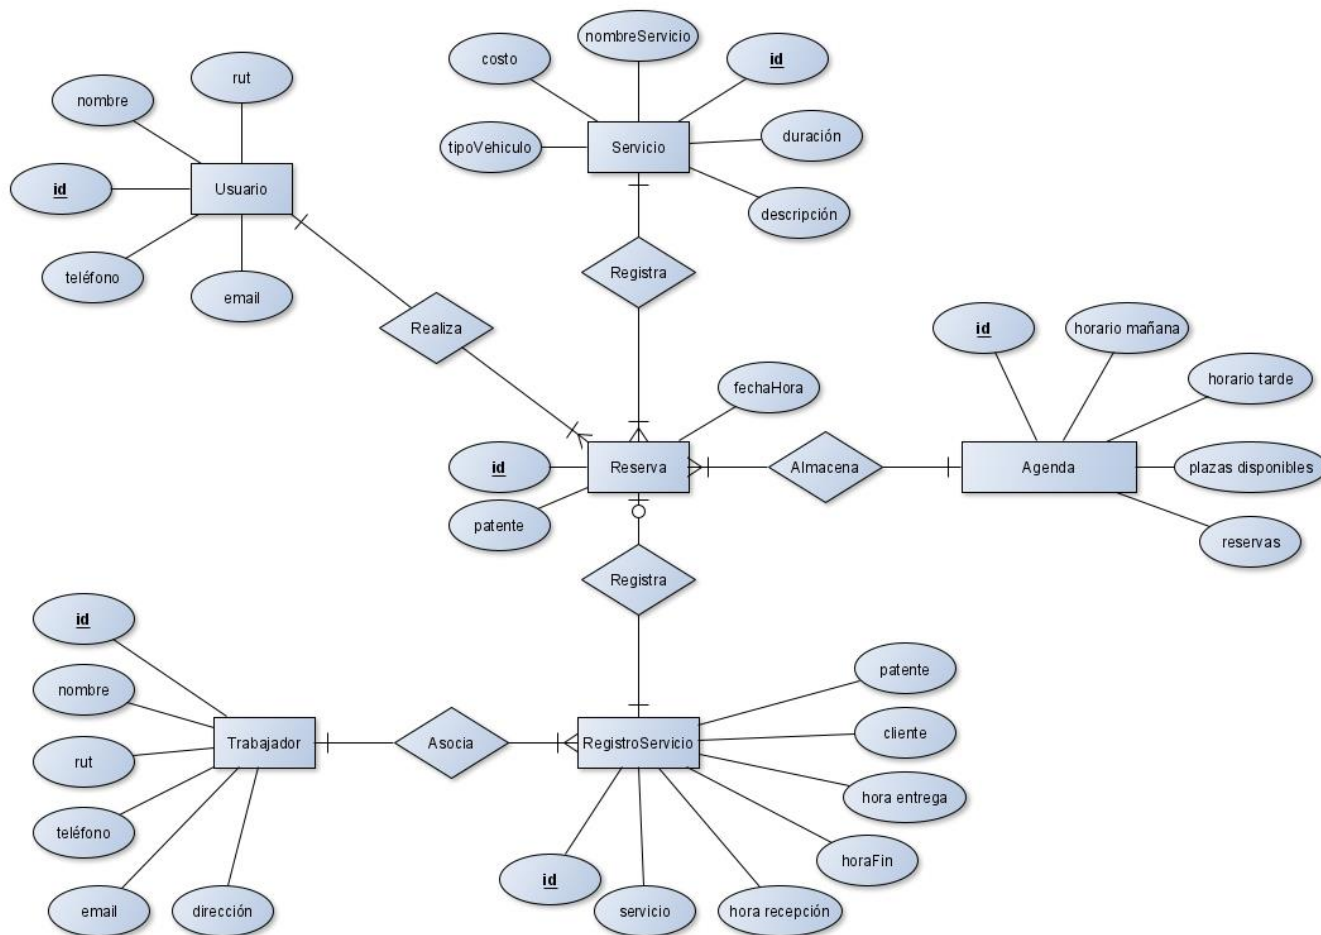 nombreServicio
costo
id
rut
nombre
duración
tipoVehiculo
Servicio
id
Usuario
descripción
teléfono
email
Registra
Realiza
id
horario mañana
fechaHora
horario tarde
id
Reserva
Almacena
Agenda
plazas disponibles
patente
reservas
Registra
id
nombre
patente
Trabajador
Asocia
RegistroServicio
cliente
rut
hora entrega
teléfono
horaFin
id
email
dirección
servicio
hora recepción